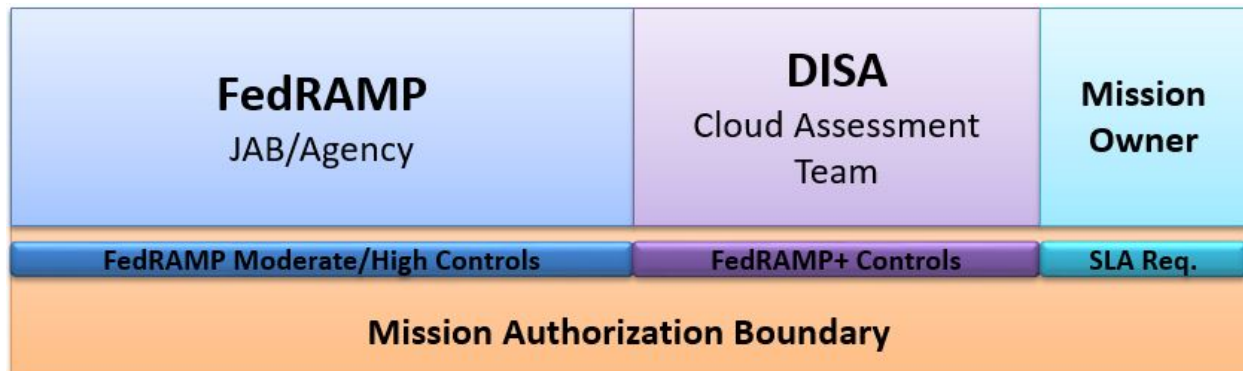 FedRAMP
JAB/Agency
DISA
Cloud Assessment
Team
Mission
Owner
FedRAMP Moderate/High Controls
FedRAMP+ Controls
SLA Req.
Mission Authorization Boundary